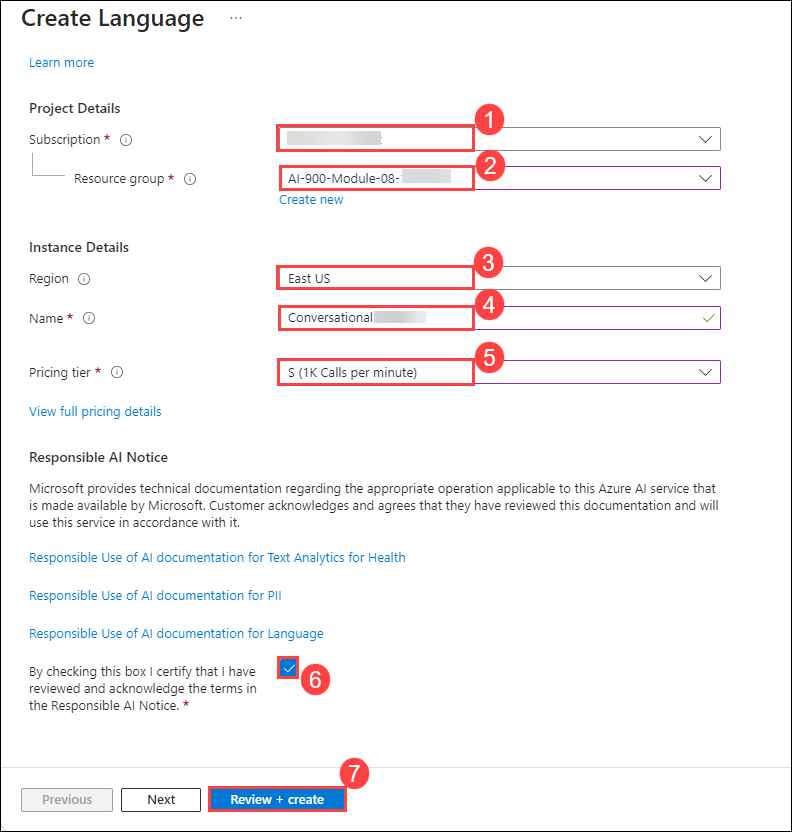 Create Language ...
Learn more
Project Details
Subscription *
1
Resource group *
AI-900-Module-08-
2
Create new
Instance Details
Region
East US
3
Name *
Conversational
4
Pricing tier *
S (1K Calls per minute)
5
View full pricing details
Responsible AI Notice
Microsoft provides technical documentation regarding the appropriate operation applicable to this Azure AI service that
is made available by Microsoft. Customer acknowledges and agrees that they have reviewed this documentation and will
use this service in accordance with it.
Responsible Use of AI documentation for Text Analytics for Health
Responsible Use of AI documentation for PII
Responsible Use of AI documentation for Language
By checking this box I certify that I have
reviewed and acknowledge the terms in
the Responsible AI Notice. *
6
7
Previous Next Review + create